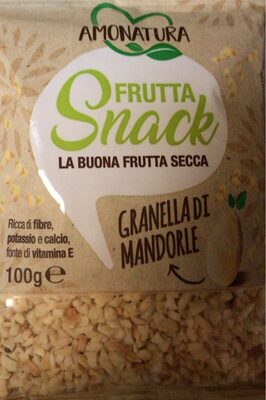 AMONATURA
FRUTTA
Snack
LA BUONA FRUTTA SECCA
GRANELLA DI
MANDORLE
Ricca di fibre,
potassio e calcio,
fonte di vitamina E
100g e